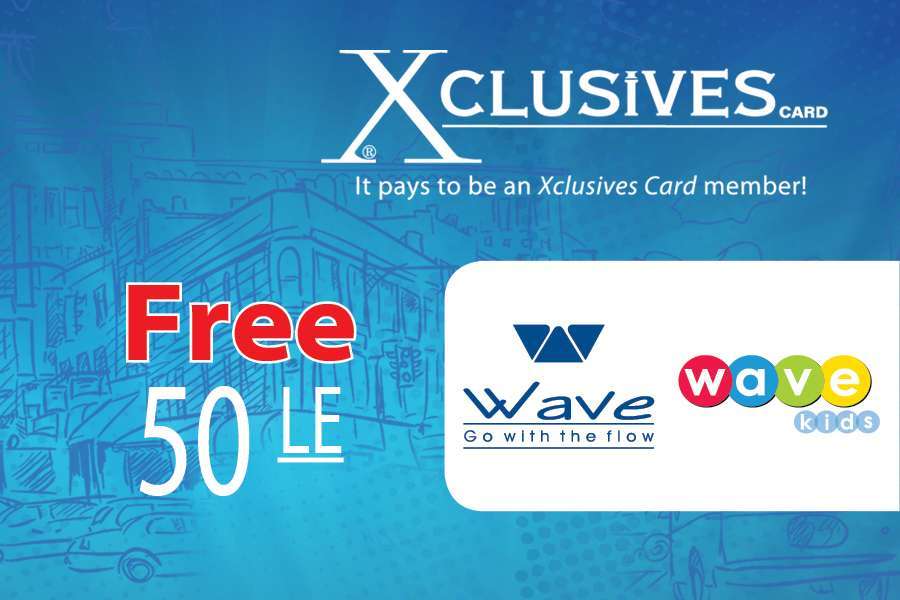 XCLUSiVES CARD
®
It pays to be an Xclusives Card member!
Free
50 LE
Wave
Go with the flow
wave
kids